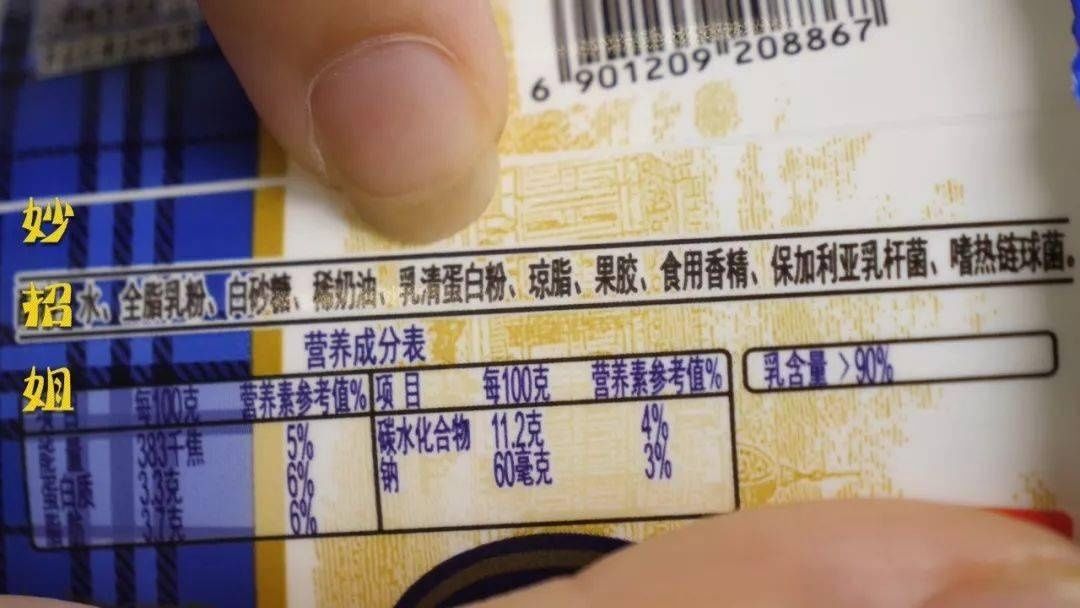 6 901209 208867
妙招姐
水、全脂乳粉、白砂糖、稀奶油、乳清蛋白粉、琼脂、果胶、食用香精、保加利亚乳杆菌、嗜热链球菌。
营养成分表
每100克 营养素参考值% 项目 每100克 营养素参考值%
383千焦 5% 碳水化合物 11.2克 4%
白质 3.3克 6% 钠 60毫克 3%
3.7克 6%
乳含量 >90%